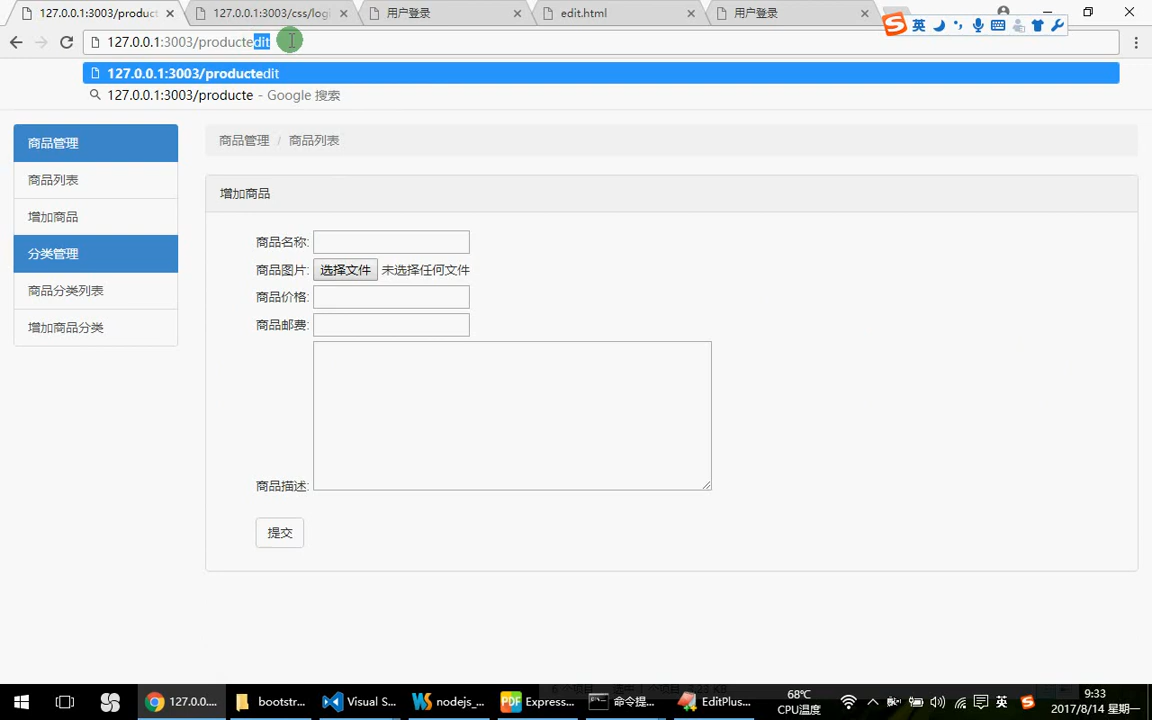 127.0.0.1:3003/product
127.0.0.1:3003/css/logi
用户登录
edit.html
用户登录
英
127.0.0.1:3003/productedit
127.0.0.1:3003/productedit
127.0.0.1:3003/producte - Google 搜索
商品管理
商品列表
增加商品
分类管理
商品分类列表
增加商品分类
商品管理 / 商品列表
增加商品
商品名称:
商品图片: 选择文件 未选择任何文件
商品价格:
商品邮费:
商品描述:
提交
127.0.0...
bootstr...
Visual S...
nodejs_...
Express...
命令提...
EditPlus...
68℃
CPU温度
英
9:33
2017/8/14 星期一